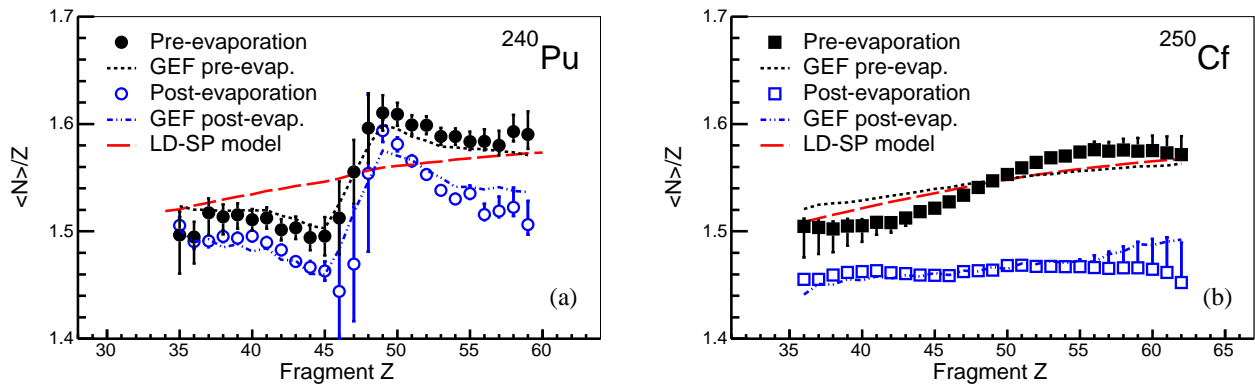 <N>/Z
1.7
1.6
1.5
1.4
Pre-evaporation
GEF pre-evap.
Post-evaporation
GEF post-evap.
LD-SP model
240Pu
(a)
30 35 40 45 50 55 60
Fragment Z
<N>/Z
1.7
1.6
1.5
1.4
Pre-evaporation
GEF pre-evap.
Post-evaporation
GEF post-evap.
LD-SP model
250Cf
(b)
35 40 45 50 55 60 65
Fragment Z